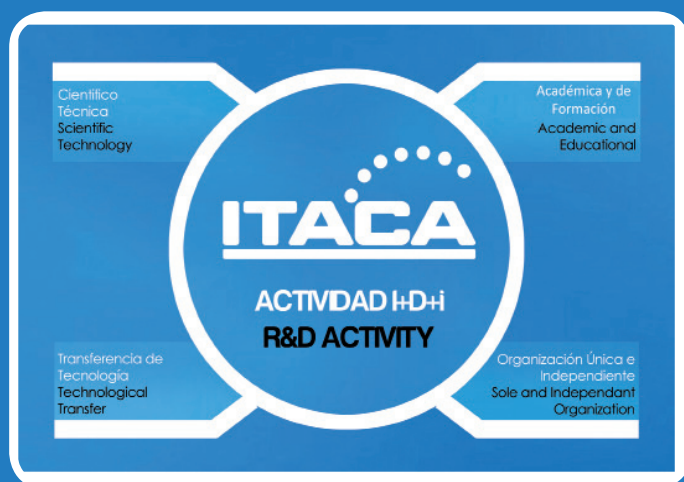 Científico
Técnica
Scientific
Technology
Académica y de
Formación
Academic and
Educational
ITACA
ACTIVIDAD I+D+i
R&D ACTIVITY
Transferencia de
Tecnología
Technological
Transfer
Organización Única e
Independiente
Sole and Independant
Organization